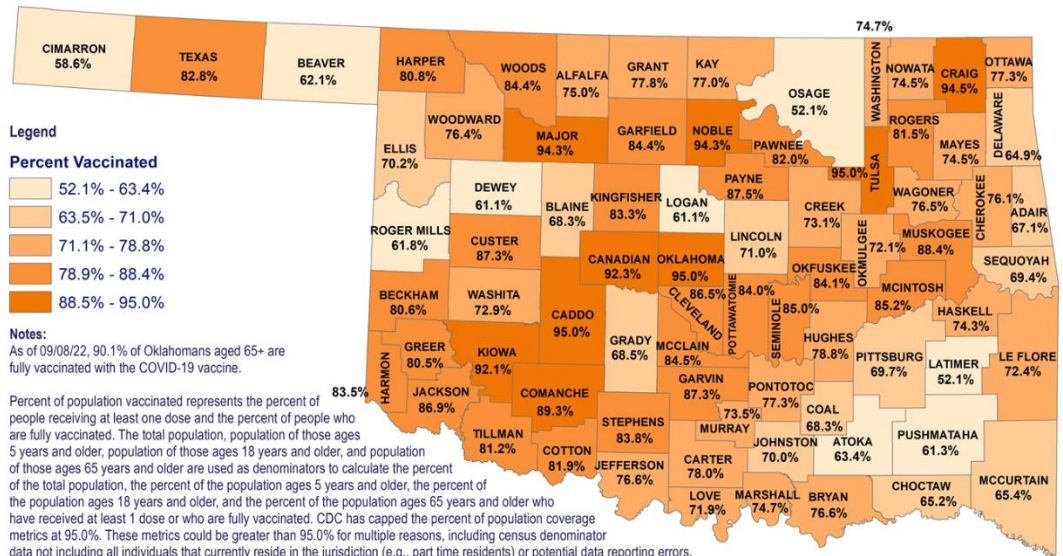 74.7%
CIMARRON
58.6%
TEXAS
82.8%
BEAVER
62.1%
HARPER
80.8%
WOODS
84.4%
ALFALFA
75.0%
GRANT
77.8%
KAY
77.0%
OSAGE
52.1%
WASHINGTON
NOWATA
74.5%
CRAIG
94.5%
OTTAWA
77.3%
DELAWARE
64.9%
WOODWARD
76.4%
MAJOR
94.3%
GARFIELD
84.4%
NOBLE
94.3%
PAWNEE
82.0%
ROGERS
81.5%
MAYES
74.5%
ELLIS
70.2%
DEWEY
61.1%
BLAINE
68.3%
KINGFISHER
83.3%
LOGAN
61.1%
PAYNE
87.5%
95.0%
TULSA
CREEK
73.1%
WAGONER
76.5%
CHEROKEE
76.1%
ADAIR
67.1%
ROGER MILLS
61.8%
CUSTER
87.3%
CANADIAN
92.3%
OKLAHOMA
95.0%
LINCOLN
71.0%
OKFUSKEE
84.1%
OKMULGEE
72.1%
MUSKOGEE
88.4%
SEQUOYAH
69.4%
BECKHAM
80.6%
WASHITA
72.9%
CADDO
95.0%
GRADY
68.5%
86.5%
CLEVELAND
84.0%
POTTAWATOMIE
85.0%
SEMINOLE
MCINTOSH
85.2%
HASKELL
74.3%
HUGHES
78.8%
PITTSBURG
69.7%
LATIMER
52.1%
LE FLORE
72.4%
83.5%
HARMON
GREER
80.5%
KIOWA
92.1%
MCCLAIN
84.5%
JACKSON
86.9%
COMANCHE
89.3%
GARVIN
87.3%
PONTOTOC
77.3%
COAL
68.3%
TILLMAN
81.2%
COTTON
81.9%
STEPHENS
83.8%
73.5%
MURRAY
JOHNSTON
70.0%
ATOKA
63.4%
PUSHMATAHA
61.3%
MCCURTAIN
65.4%
JEFFERSON
76.6%
CARTER
78.0%
LOVE
71.9%
MARSHALL
74.7%
BRYAN
76.6%
CHOCTAW
65.2%
Legend
Percent Vaccinated
52.1% - 63.4%
63.5% - 71.0%
71.1% - 78.8%
78.9% - 88.4%
88.5% - 95.0%
Notes:
As of 09/08/22, 90.1% of Oklahomans aged 65+ are
fully vaccinated with the COVID-19 vaccine.
Percent of population vaccinated represents the percent of
people receiving at least one dose and the percent of people who
are fully vaccinated. The total population, population of those ages
5 years and older, population of those ages 18 years and older, and population
of those ages 65 years and older are used as denominators to calculate the percent
of the total population, the percent of the population ages 5 years and older, the percent of
the population ages 18 years and older, and the percent of the population ages 65 years and older who
have received at least 1 dose or who are fully vaccinated. CDC has capped the percent of population coverage
metrics at 95.0%. These metrics could be greater than 95.0% for multiple reasons, including census denominator
data not including all individuals that currently reside in the jurisdiction (e.g., part time residents) or potential data reporting errors.